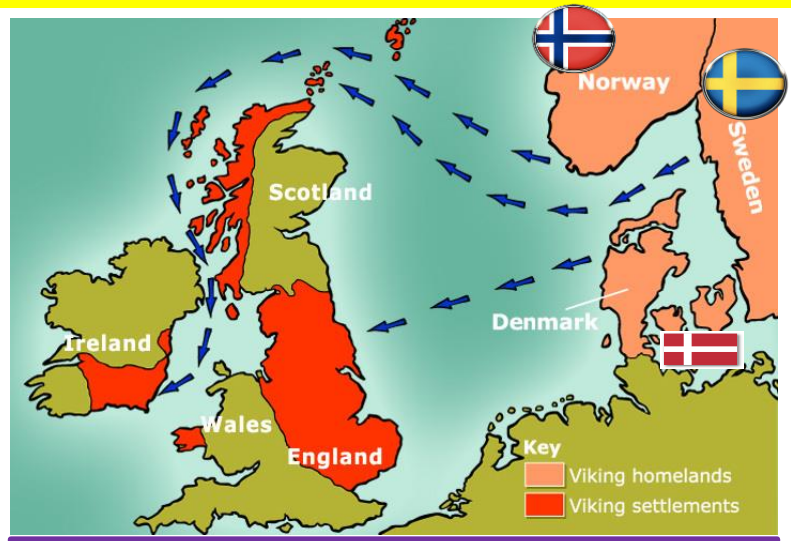 Norway
Sweden
Scotland
Denmark
Ireland
Wales
England
Key
Viking homelands
Viking settlements